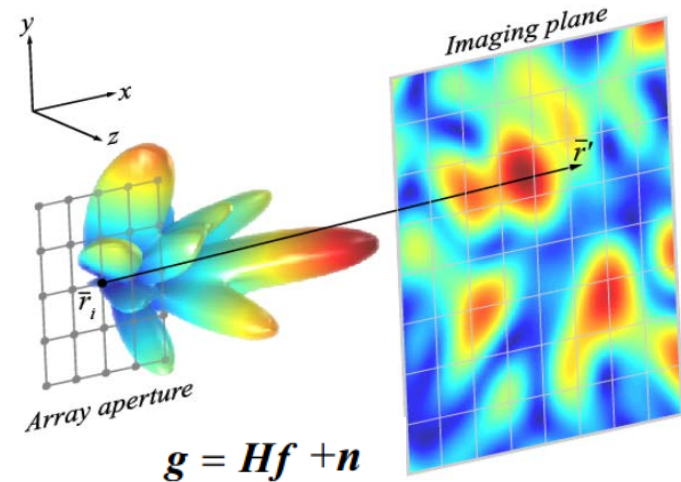 y
x
z
Imaging plane
r̄'
r̄ᵢ
Array aperture
g = Hf +n